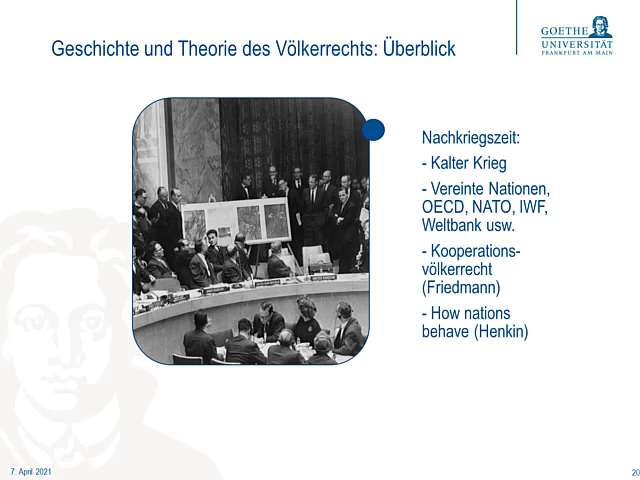 Geschichte und Theorie des Völkerrechts: Überblick
GOETHE
UNIVERSITÄT
FRANKFURT AM MAIN
Nachkriegszeit:
- Kalter Krieg
- Vereinte Nationen,
OECD, NATO, IWF,
Weltbank usw.
- Kooperations-
völkerrecht
(Friedmann)
- How nations
behave (Henkin)
7. April 2021
20